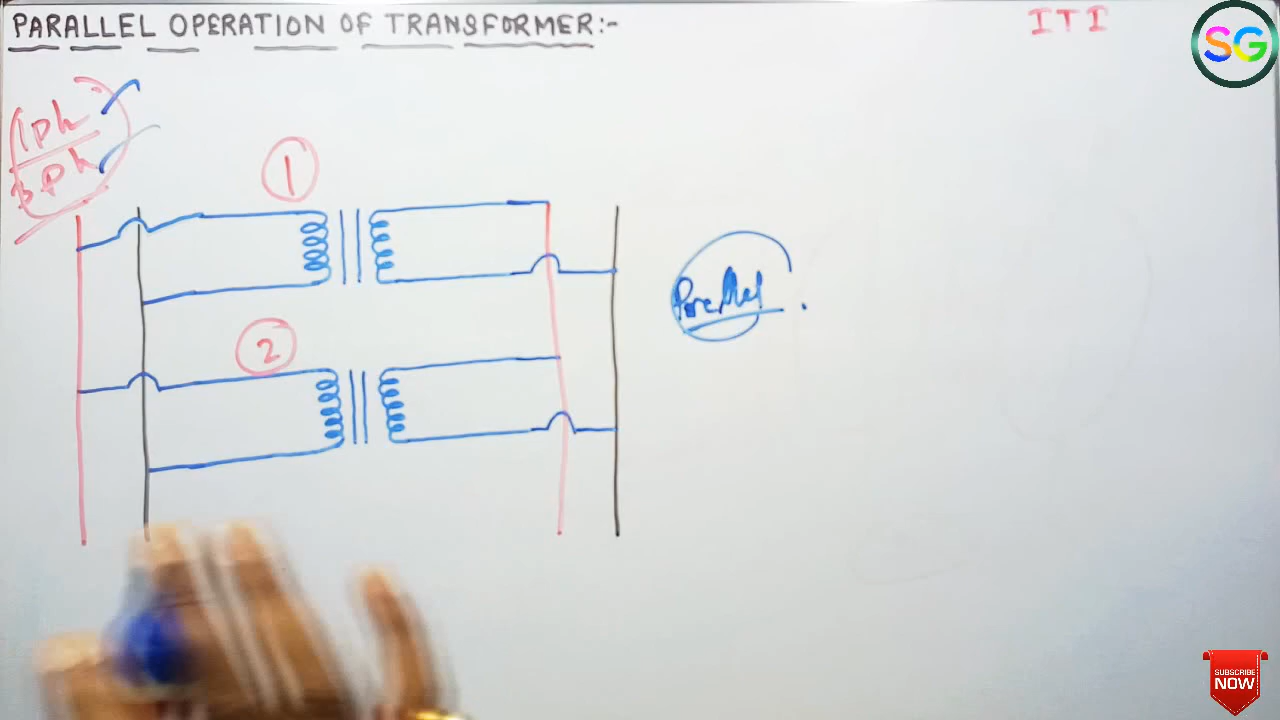 PARALLEL OPERATION OF TRANSFORMER:-
ITI
SG
1Ph
3Ph
1
Parallel .
2
SUBSCRIBE
NOW